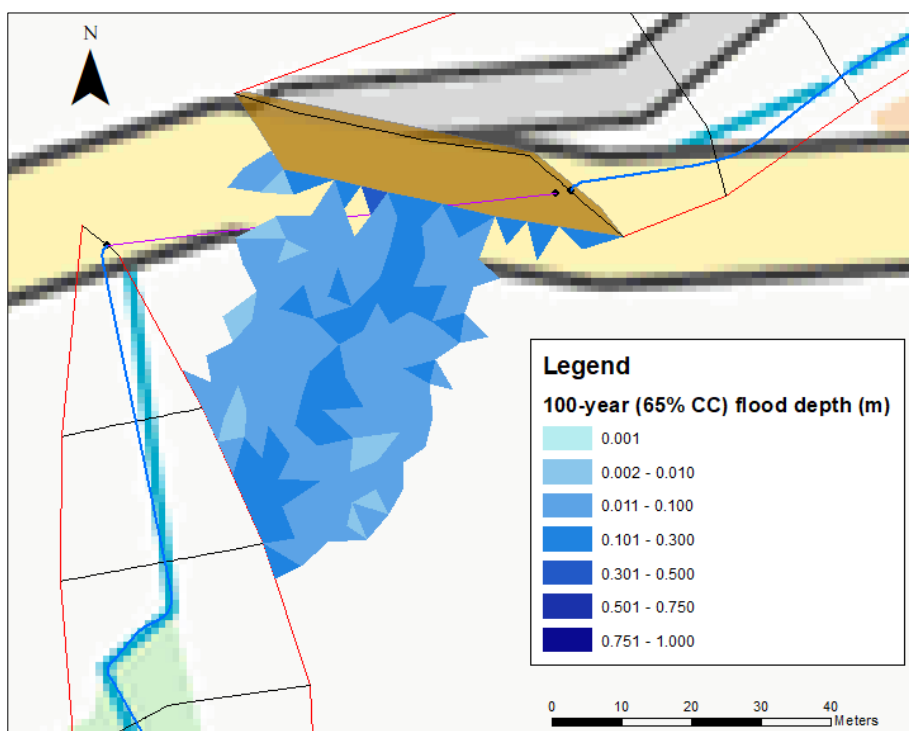 N
Legend
100-year (65% CC) flood depth (m)
0.001
0.002 - 0.010
0.011 - 0.100
0.101 - 0.300
0.301 - 0.500
0.501 - 0.750
0.751 - 1.000
0 10 20 30 40
Meters